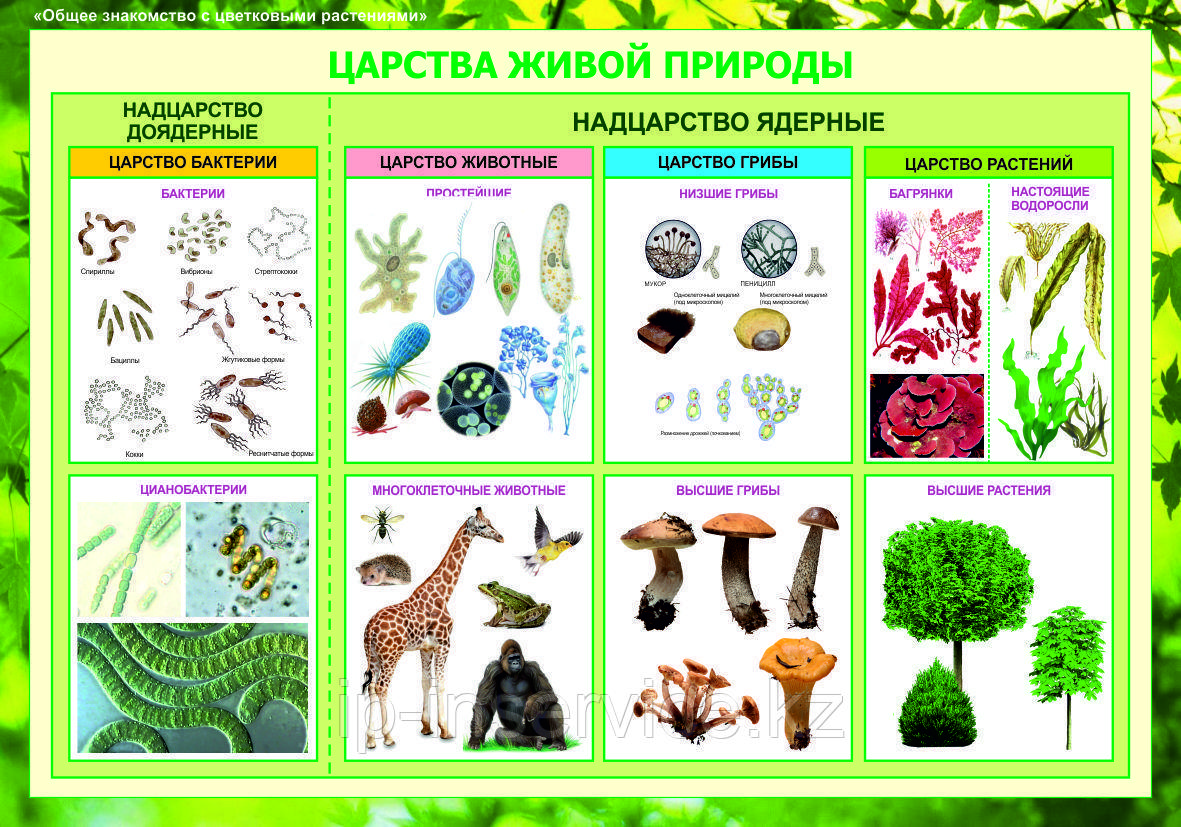 «Общее знакомство с цветковыми растениями»
ЦАРСТВА ЖИВОЙ ПРИРОДЫ
НАДЦАРСТВО
ДОЯДЕРНЫЕ
НАДЦАРСТВО ЯДЕРНЫЕ
ЦАРСТВО БАКТЕРИИ
ЦАРСТВО ЖИВОТНЫЕ
ЦАРСТВО ГРИБЫ
ЦАРСТВО РАСТЕНИЙ
БАКТЕРИИ
Спириллы
Вибрионы
Стрептококки
Бациллы
Жгутиковые формы
Кокки
Реснитчатые формы
ПРОСТЕЙШИЕ
НИЗШИЕ ГРИБЫ
МУКОР
ПЕНИЦИЛЛ
Одноклеточный мицелий
(под микроскопом)
Многоклеточный мицелий
(под микроскопом)
Размножение дрожжей (почкованием)
БАГРЯНКИ
НАСТОЯЩИЕ
ВОДОРОСЛИ
ЦИАНОБАКТЕРИИ
МНОГОКЛЕТОЧНЫЕ ЖИВОТНЫЕ
ВЫСШИЕ ГРИБЫ
ВЫСШИЕ РАСТЕНИЯ
ip-inservice.kz